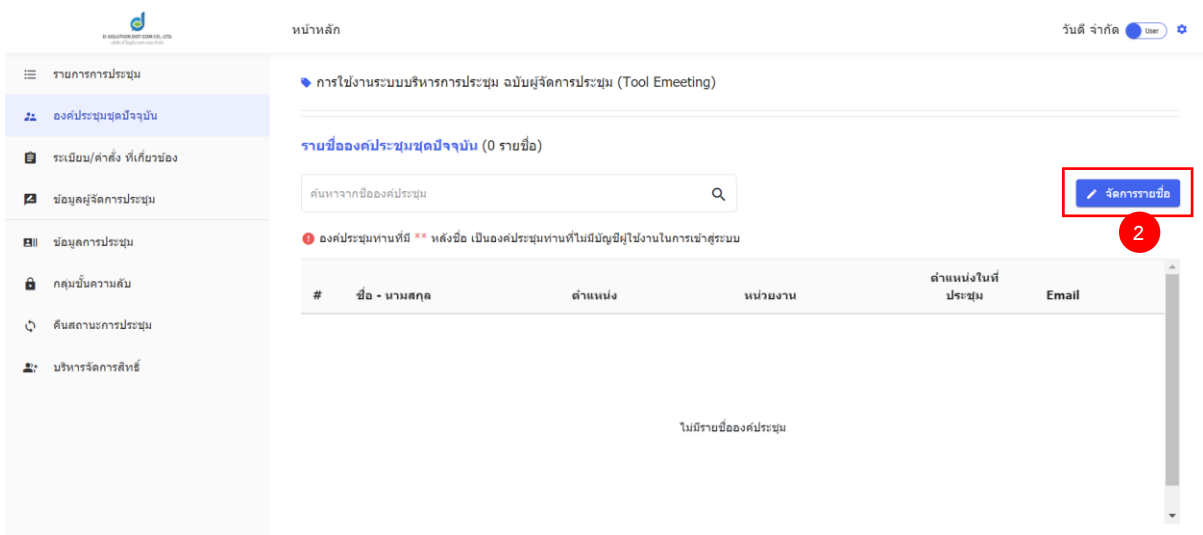 D-SOLUTION DOT COM CO., LTD.
หน้าหลัก
วันดี จำกัด
User
รายการการประชุม
องค์ประชุมชุดปัจจุบัน
ระเบียบ/คำสั่ง ที่เกี่ยวข้อง
ข้อมูลผู้จัดการประชุม
ข้อมูลการประชุม
กลุ่มชั้นความลับ
คืนสถานะการประชุม
บริหารจัดการสิทธิ์
การใช้งานระบบบริหารการประชุม ฉบับผู้จัดการประชุม (Tool Emeeting)
รายชื่อองค์ประชุมชุดปัจจุบัน (0 รายชื่อ)
ค้นหาจากชื่อองค์ประชุม
จัดการรายชื่อ
2
องค์ประชุมท่านที่มี ** หลังชื่อ เป็นองค์ประชุมท่านที่ไม่มีบัญชีผู้ใช้งานในการเข้าสู่ระบบ
# ชื่อ - นามสกุล ตำแหน่ง หน่วยงาน ตำแหน่งในที่
ประชุม Email
ไม่มีรายชื่อองค์ประชุม